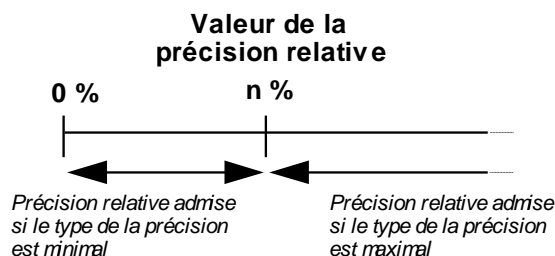 Valeur de la
précision relative
0 % n %
Précision relative admise
si le type de la précision
est minimal
Précision relative admise
si le type de la précision
est maximal